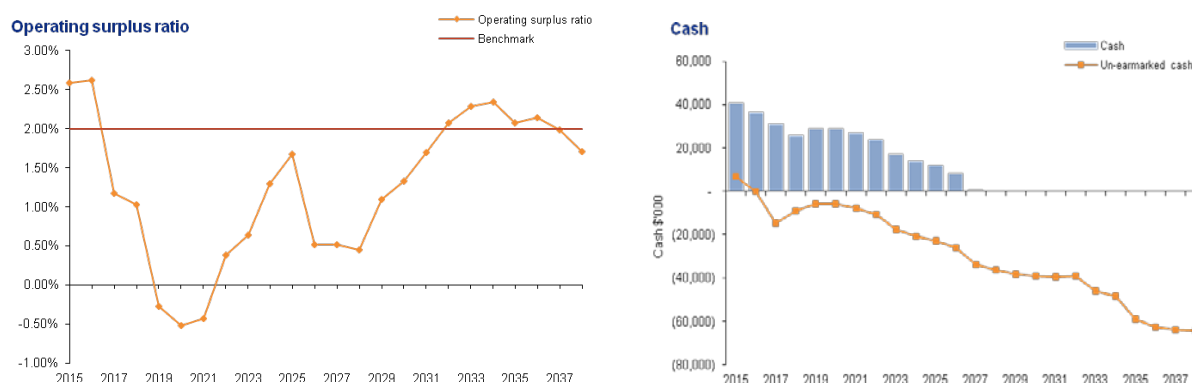 Operating surplus ratio
Operating surplus ratio
Benchmark
3.00%
2.50%
2.00%
1.50%
1.00%
0.50%
0.00%
-0.50%
-1.00%
2015 2017 2019 2021 2023 2025 2027 2029 2031 2033 2035 2037
Cash
Cash
Un-earmarked cash
60,000
40,000
20,000
-
(20,000)
(40,000)
(60,000)
(80,000)
Cash $'000
2015 2017 2019 2021 2023 2025 2027 2029 2031 2033 2035 2037